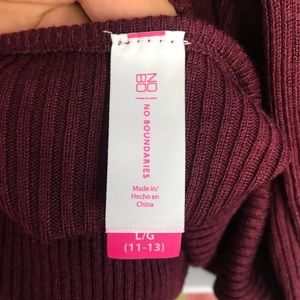 NO
BO
NO BOUNDARIES
Made in/
Hecho en
China
L/G
(11-13)